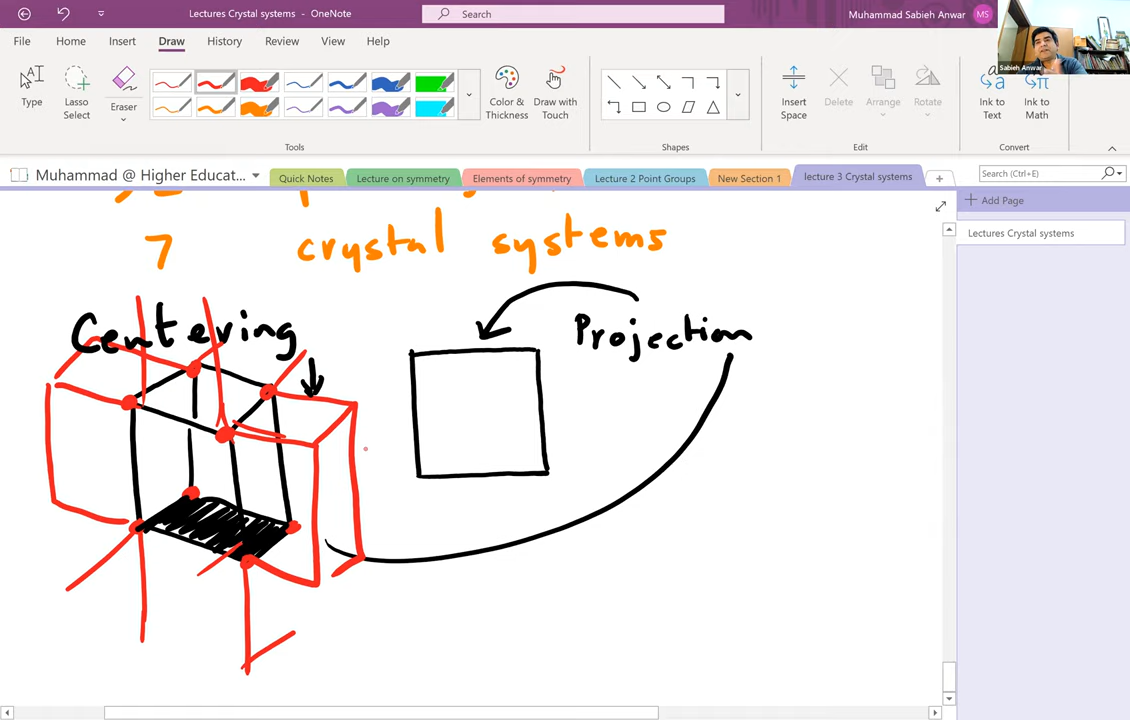 Lectures Crystal systems - OneNote
Search
Muhammad Sabieh Anwar
MS
Sabieh Anwar
File Home Insert Draw History Review View Help
Type
Lasso Select
Eraser
Color & Thickness
Draw with Touch
Insert Space
Delete
Arrange
Rotate
Ink to Text
Ink to Math
Tools
Shapes
Edit
Convert
Muhammad @ Higher Educat...
Quick Notes
Lecture on symmetry
Elements of symmetry
Lecture 2 Point Groups
New Section 1
lecture 3 Crystal systems
Search (Ctrl+E)
Add Page
Lectures Crystal systems
7 crystal systems
Centering
Projection